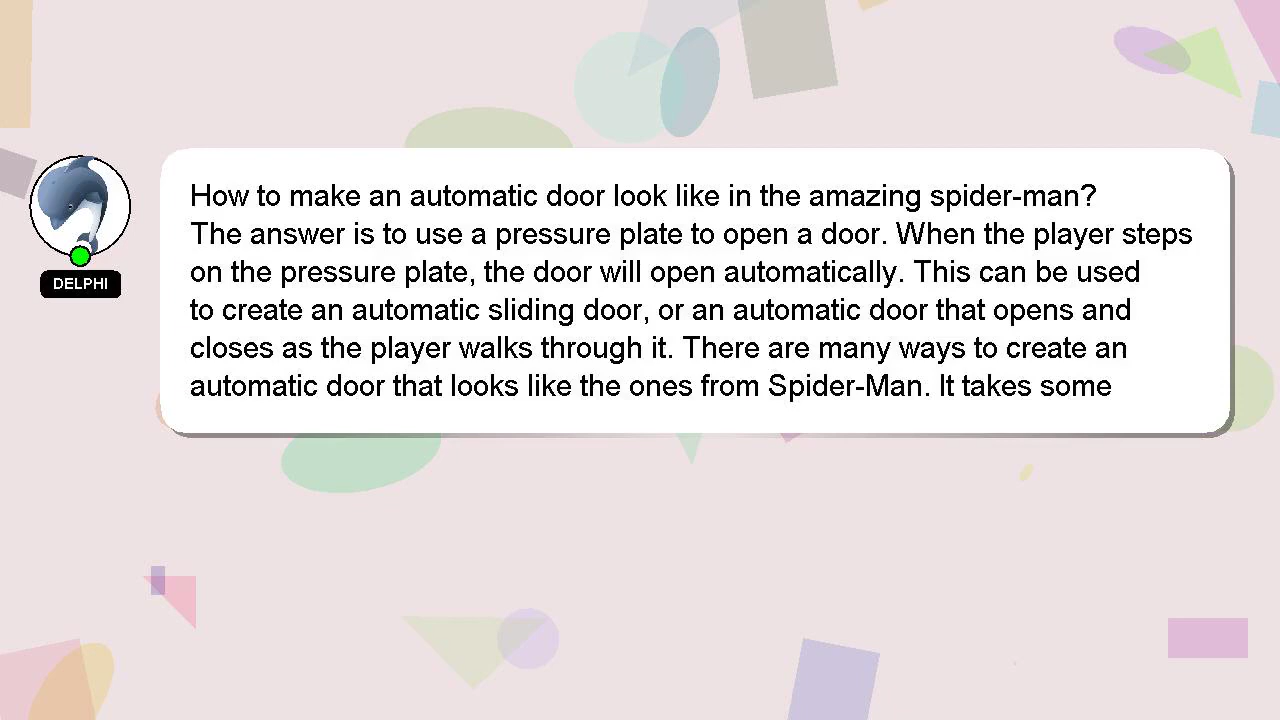 How to make an automatic door look like in the amazing spider-man?
The answer is to use a pressure plate to open a door. When the player steps
on the pressure plate, the door will open automatically. This can be used
to create an automatic sliding door, or an automatic door that opens and
closes as the player walks through it. There are many ways to create an
automatic door that looks like the ones from Spider-Man. It takes some
DELPHI